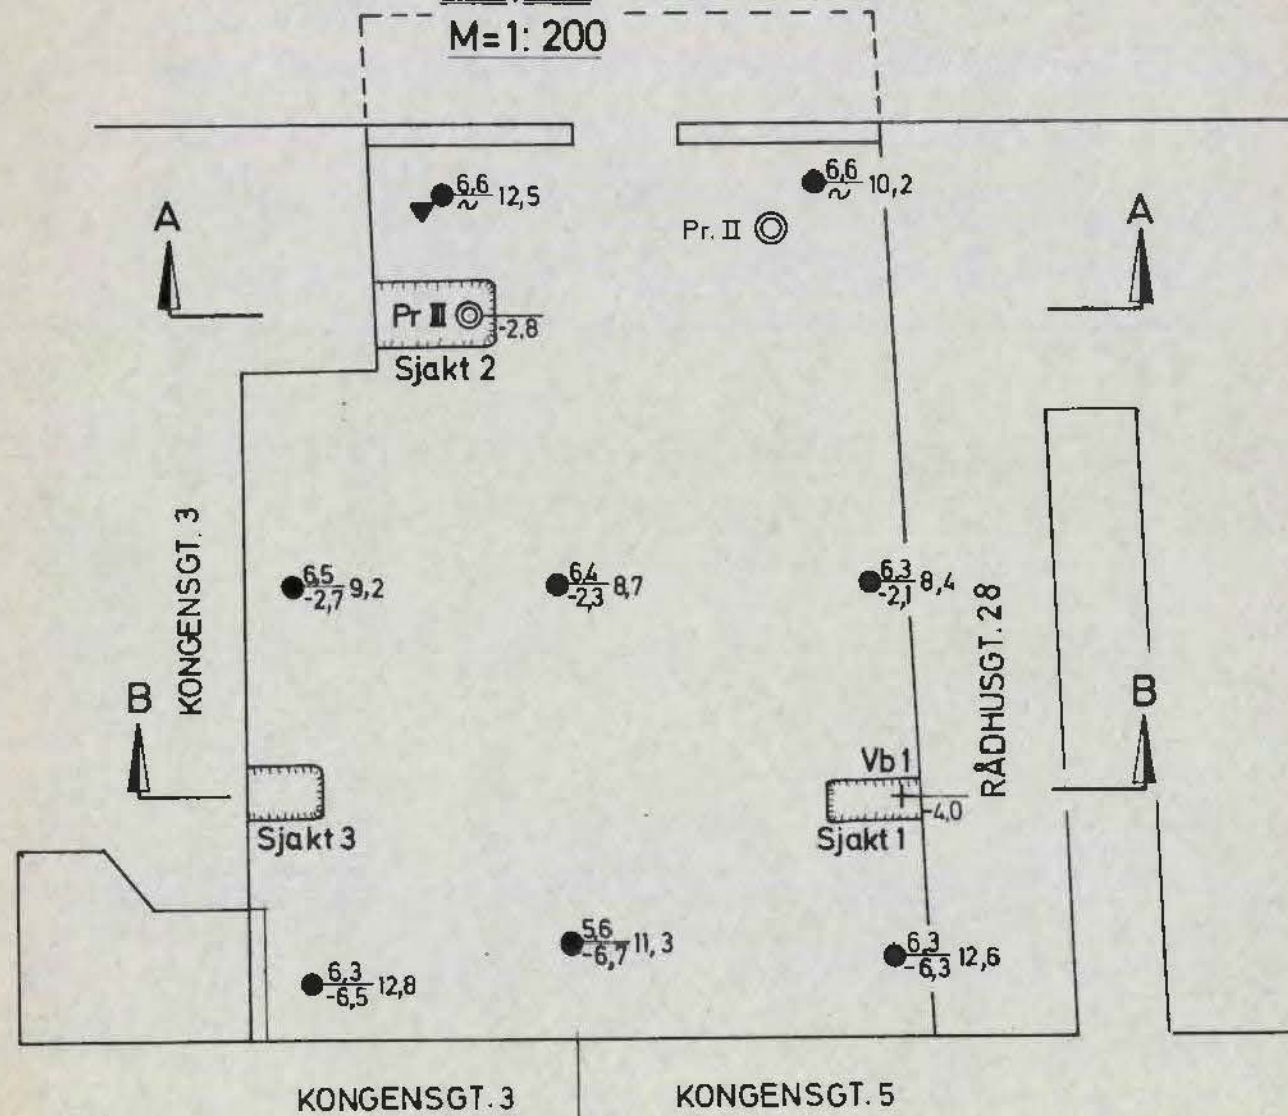 M=1:200
6,6
~ 12,5
6,6
~ 10,2
A
A
Pr. II
Pr III
-2,8
Sjakt 2
KONGENSGT. 3
6,5
-2,7 9,2
6,4
-2,3 8,7
6,3
-2,1 8,4
RÅDHUSGT. 28
B
B
Vb 1
-4,0
Sjakt 3
Sjakt 1
5,6
-6,7 11,3
6,3
-6,3 12,6
6,3
-6,5 12,8
KONGENSGT. 3
KONGENSGT. 5